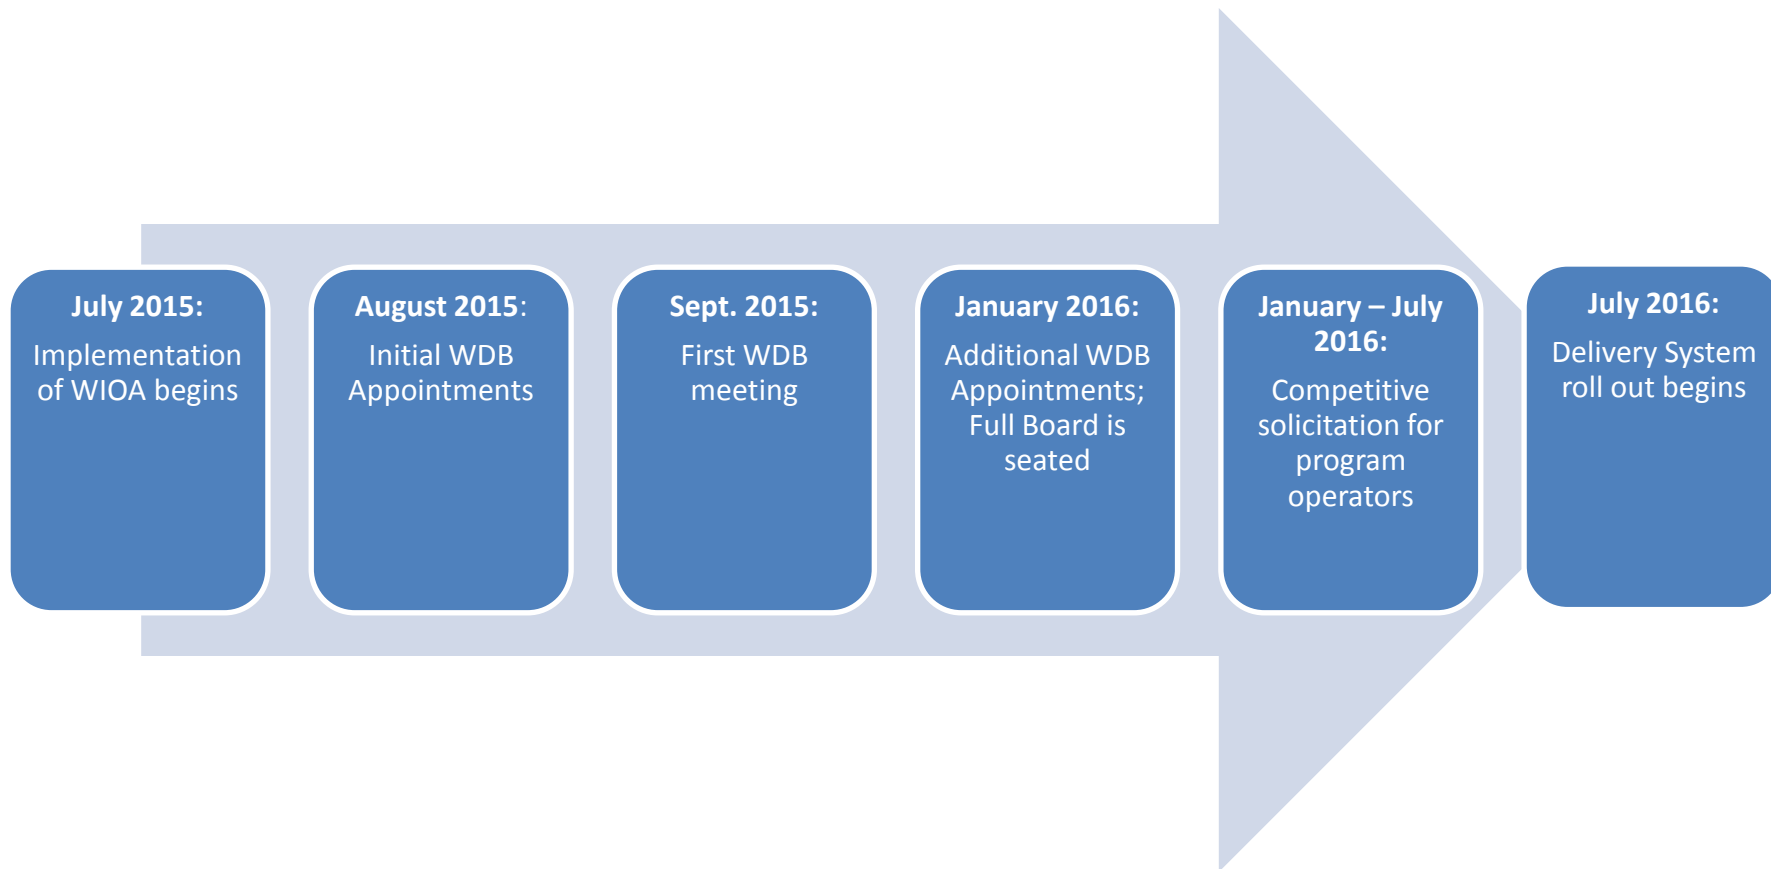 July 2015:
Implementation
of WIOA begins
August 2015:
Initial WDB
Appointments
Sept. 2015:
First WDB
meeting
January 2016:
Additional WDB
Appointments;
Full Board is
seated
January – July
2016:
Competitive
solicitation for
program
operators
July 2016:
Delivery System
roll out begins